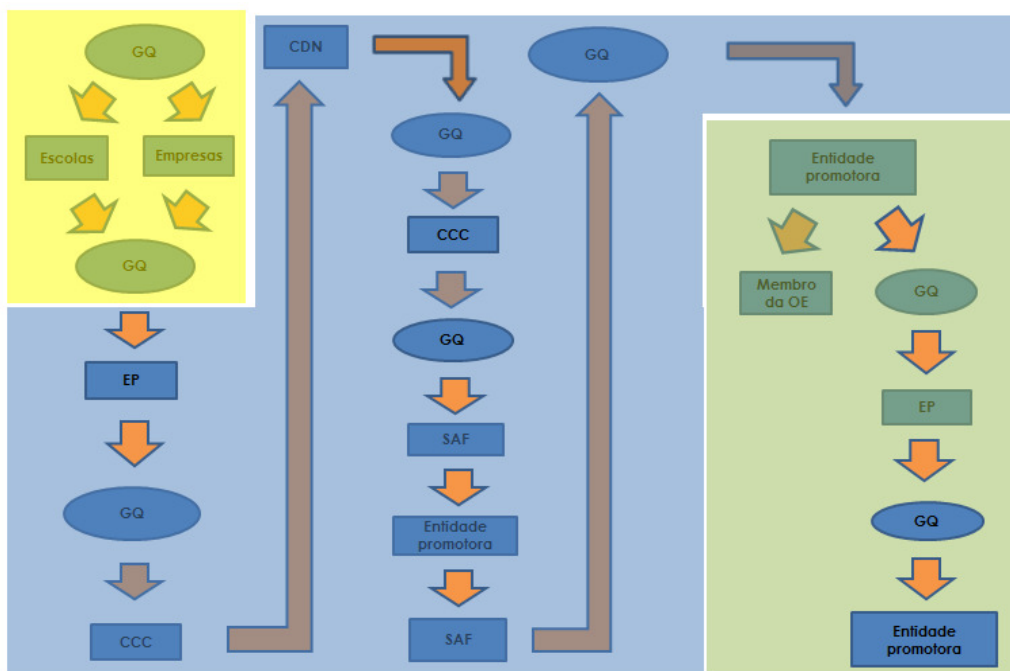 GQ
Escolas
Empresas
GQ
EP
GQ
CCC
CDN
GQ
CCC
GQ
SAF
Entidade
promotora
SAF
GQ
Entidade
promotora
Membro
da OE
GQ
EP
GQ
Entidade
promotora